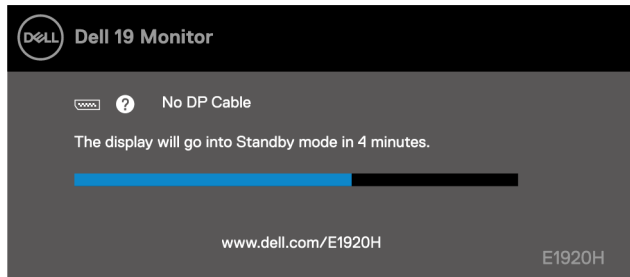 DELL Dell 19 Monitor
? No DP Cable
The display will go into Standby mode in 4 minutes.
www.dell.com/E1920H
E1920H